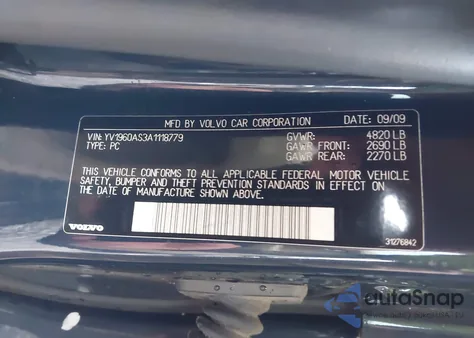 MFD BY VOLVO CAR CORPORATION DATE: 09/09
VIN: YV1960AS3A1118779 GVWR: 4820 LB
TYPE: PC GAWR FRONT: 2690 LB
GAWR REAR: 2270 LB
THIS VEHICLE CONFORMS TO ALL APPLICABLE FEDERAL MOTOR VEHICLE
SAFETY, BUMPER AND THEFT PREVENTION STANDARDS IN EFFECT ON
THE DATE OF MANUFACTURE SHOWN ABOVE.
VOLVO 31276842
autoSnap